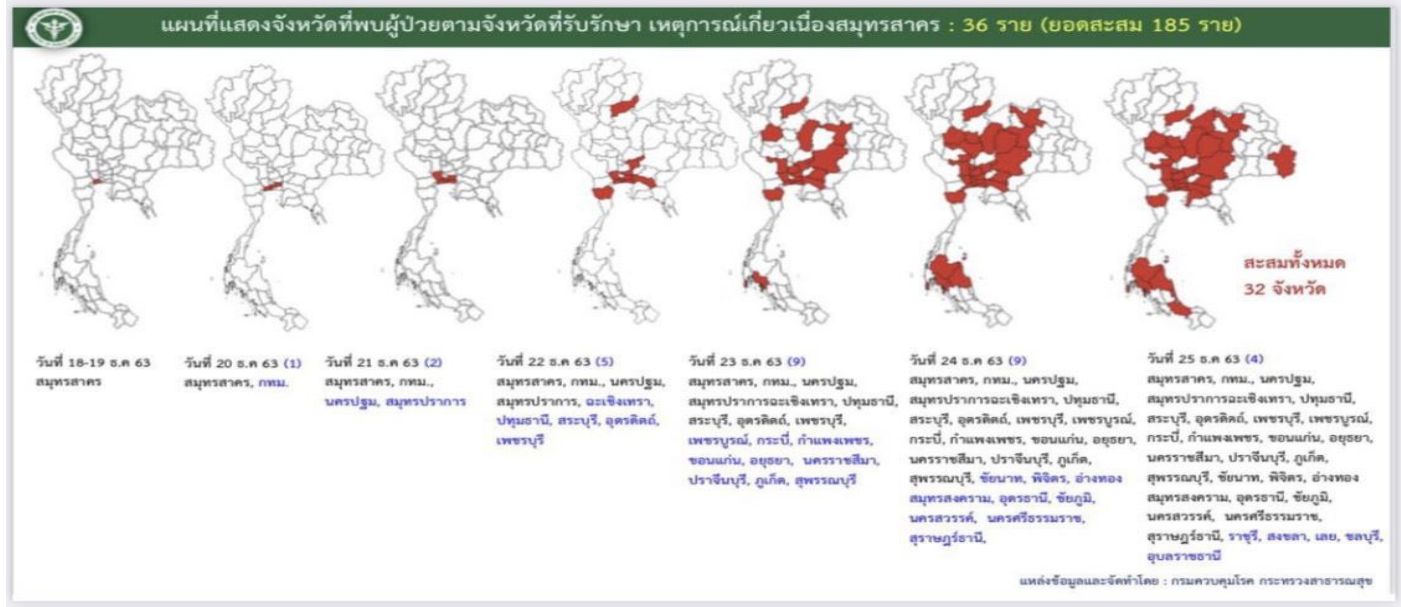 แผนที่แสดงจังหวัดที่พบผู้ป่วยตามจังหวัดที่รับรักษา เหตุการณ์เกี่ยวเนื่องสมุทรสาคร : 36 ราย (ยอดสะสม 185 ราย)
สะสมทั้งหมด
32 จังหวัด
วันที่ 18-19 ธ.ค 63
สมุทรสาคร
วันที่ 20 ธ.ค 63 (1)
สมุทรสาคร, กทม.
วันที่ 21 ธ.ค 63 (2)
สมุทรสาคร, กทม.,
นครปฐม, สมุทรปราการ
วันที่ 22 ธ.ค 63 (5)
สมุทรสาคร, กทม., นครปฐม,
สมุทรปราการ, ฉะเชิงเทรา,
ปทุมธานี, สระบุรี, อุตรดิตถ์,
เพชรบุรี
วันที่ 23 ธ.ค 63 (9)
สมุทรสาคร, กทม., นครปฐม,
สมุทรปราการฉะเชิงเทรา, ปทุมธานี,
สระบุรี, อุตรดิตถ์, เพชรบุรี,
เพชรบูรณ์, กระบี่, กำแพงเพชร,
ขอนแก่น, อยุธยา, นครราชสีมา,
ปราจีนบุรี, ภูเก็ต, สุพรรณบุรี
วันที่ 24 ธ.ค 63 (9)
สมุทรสาคร, กทม., นครปฐม,
สมุทรปราการฉะเชิงเทรา, ปทุมธานี,
สระบุรี, อุตรดิตถ์, เพชรบุรี, เพชรบูรณ์,
กระบี่, กำแพงเพชร, ขอนแก่น, อยุธยา,
นครราชสีมา, ปราจีนบุรี, ภูเก็ต,
สุพรรณบุรี, ชัยนาท, พิจิตร, อ่างทอง
สมุทรสงคราม, อุดรธานี, ชัยภูมิ,
นครสวรรค์, นครศรีธรรมราช,
สุราษฎร์ธานี,
วันที่ 25 ธ.ค 63 (4)
สมุทรสาคร, กทม., นครปฐม,
สมุทรปราการฉะเชิงเทรา, ปทุมธานี,
สระบุรี, อุตรดิตถ์, เพชรบุรี, เพชรบูรณ์,
กระบี่, กำแพงเพชร, ขอนแก่น, อยุธยา,
นครราชสีมา, ปราจีนบุรี, ภูเก็ต,
สุพรรณบุรี, ชัยนาท, พิจิตร, อ่างทอง
สมุทรสงคราม, อุดรธานี, ชัยภูมิ,
นครสวรรค์, นครศรีธรรมราช,
สุราษฎร์ธานี, ราชุรี, สงขลา, เลย, ชลบุรี,
อุบลราชธานี
แหล่งข้อมูลและจัดทำโดย : กรมควบคุมโรค กระทรวงสาธารณสุข